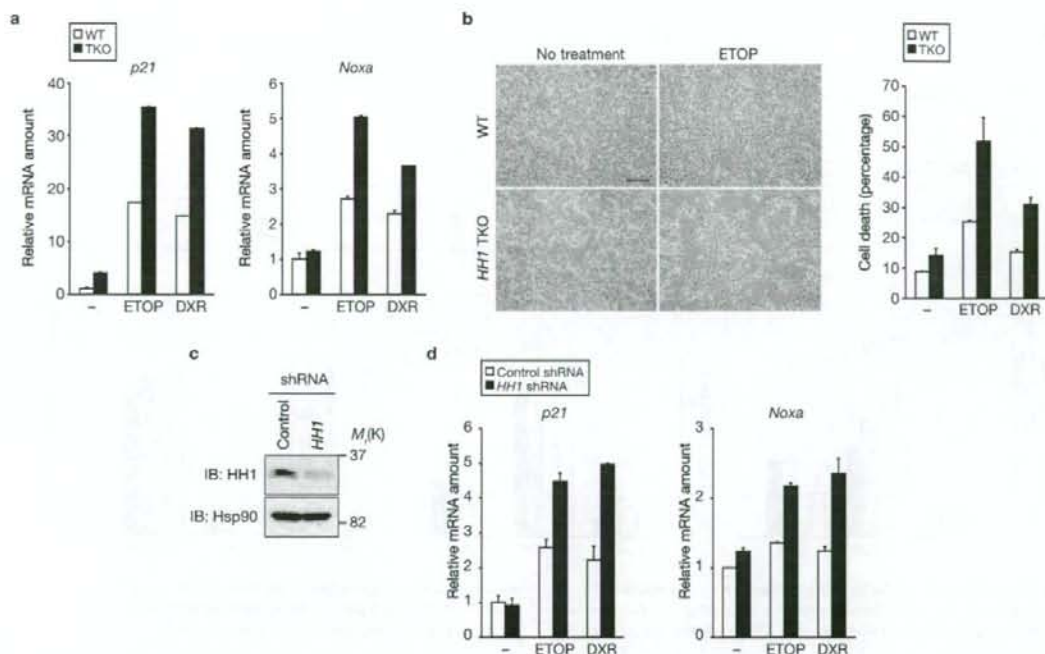 a
WT
TKO
p21
Relative mRNA amount
40
30
20
10
0
–
ETOP
DXR
Noxa
Relative mRNA amount
6
5
4
3
2
1
0
–
ETOP
DXR
b
No treatment
ETOP
WT
HH1 TKO
WT
TKO
Cell death (percentage)
70
60
50
40
30
20
10
0
–
ETOP
DXR
c
shRNA
Control
HH1
Mr(K)
IB: HH1
37
IB: Hsp90
82
d
Control shRNA
HH1 shRNA
p21
Relative mRNA amount
6
5
4
3
2
1
0
–
ETOP
DXR
Noxa
Relative mRNA amount
3
2
1
0
–
ETOP
DXR